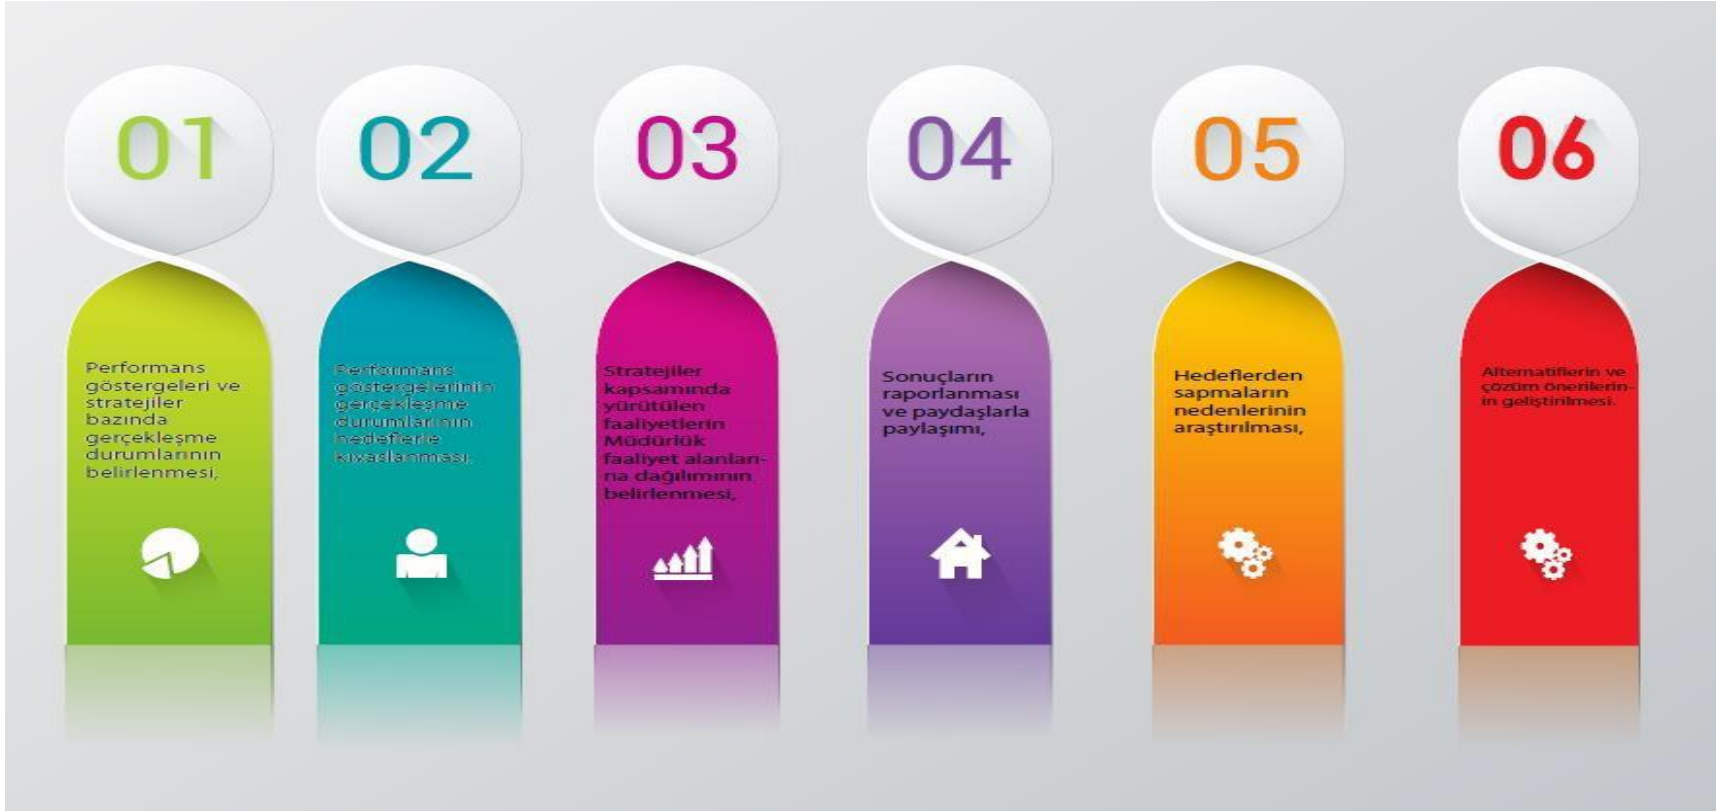 01
Performans
göstergeleri ve
stratejiler
bazında
gerçekleşme
durumlarının
belirlenmesi,
02
Performans
göstergelerinin
gerçekleşme
durumlarının
hedeflerle
kıyaslanması,
03
Stratejiler
kapsamında
yürütülen
faaliyetlerin
Müdürlük
faaliyet alanları-
na dağılımının
belirlenmesi,
04
Sonuçların
raporlanması
ve paydaşlarla
paylaşımı,
05
Hedeflerden
sapmaların
nedenlerinin
araştırılması,
06
Alternatiflerin ve
çözüm önerilerin-
in geliştirilmesi.